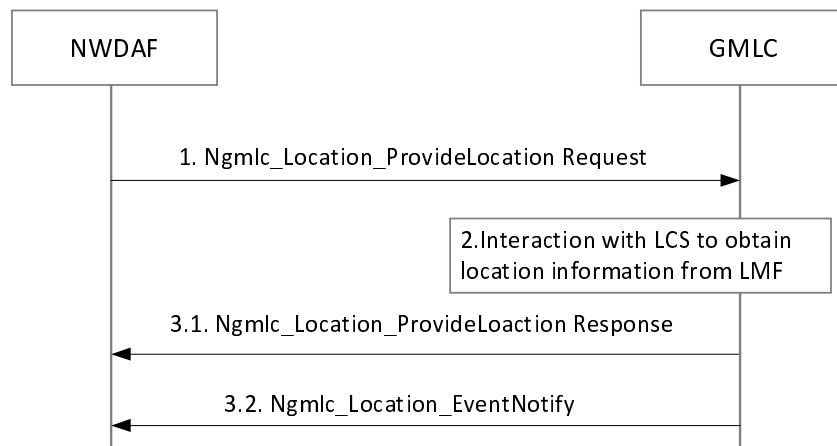 NWDAF
GMLC
1. Ngmlc_Location_ProvideLocation Request
2.Interaction with LCS to obtain
location information from LMF
3.1. Ngmlc_Location_ProvideLoaction Response
3.2. Ngmlc_Location_EventNotify